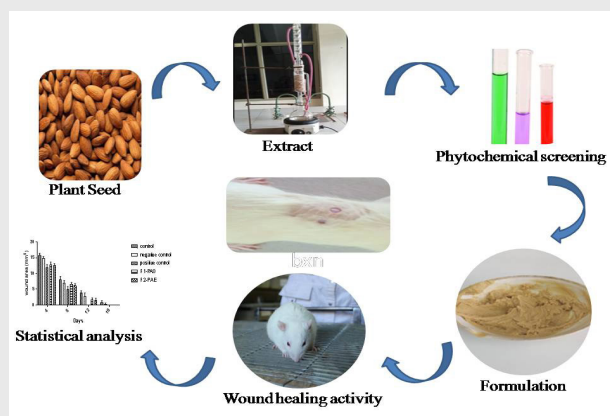 Plant Seed
Extract
Phytochemical screening
Formulation
Wound healing activity
Statistical analysis
control
negative control
positive control
Days